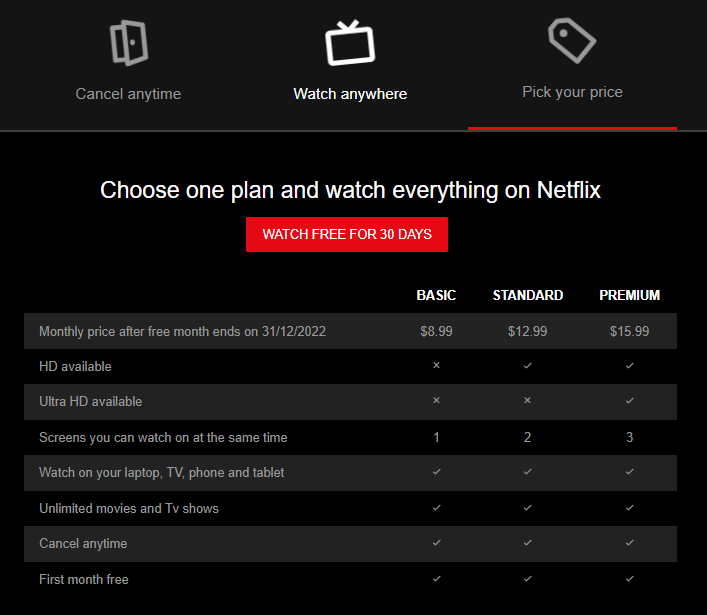 Cancel anytime
Watch anywhere
Pick your price
Choose one plan and watch everything on Netflix
WATCH FREE FOR 30 DAYS
BASIC STANDARD PREMIUM
Monthly price after free month ends on 31/12/2022 $8.99 $12.99 $15.99
HD available × ✓ ✓
Ultra HD available × × ✓
Screens you can watch on at the same time 1 2 3
Watch on your laptop, TV, phone and tablet ✓ ✓ ✓
Unlimited movies and Tv shows ✓ ✓ ✓
Cancel anytime ✓ ✓ ✓
First month free ✓ ✓ ✓